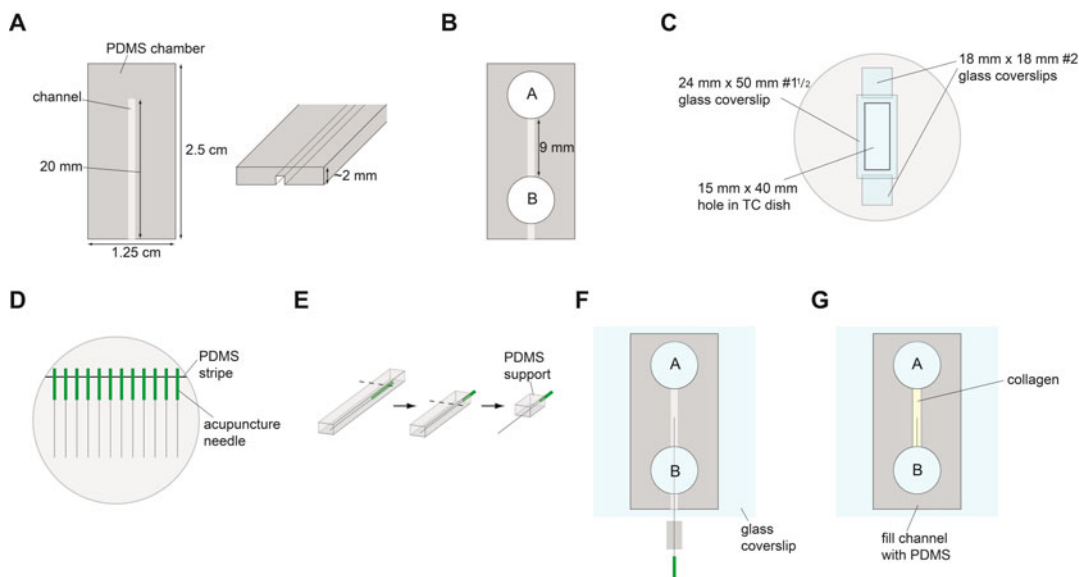 A
PDMS chamber
channel
20 mm
2.5 cm
1.25 cm
~2 mm
B
A
9 mm
B
C
24 mm x 50 mm #1½
glass coverslip
18 mm x 18 mm #2
glass coverslips
15 mm x 40 mm
hole in TC dish
D
PDMS
stripe
acupuncture
needle
E
PDMS
support
F
A
B
glass
coverslip
G
A
collagen
B
fill channel
with PDMS